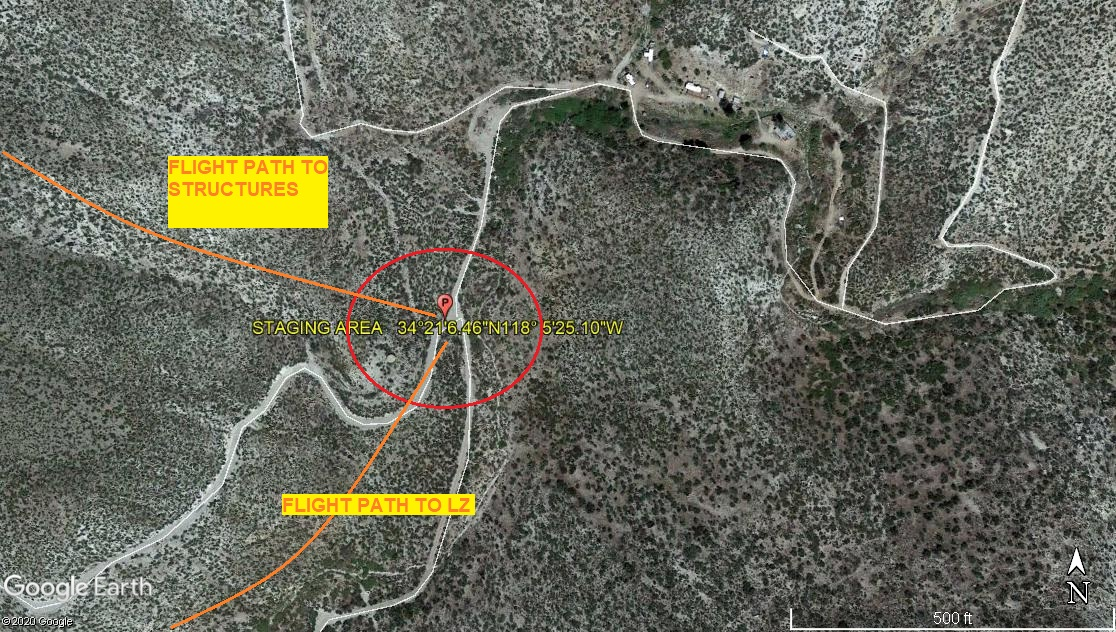 FLIGHT PATH TO
STRUCTURES
P
STAGING AREA   34°21'6.46"N118° 5'25.10"W
FLIGHT PATH TO LZ
Google Earth
©2020 Google
N
500 ft